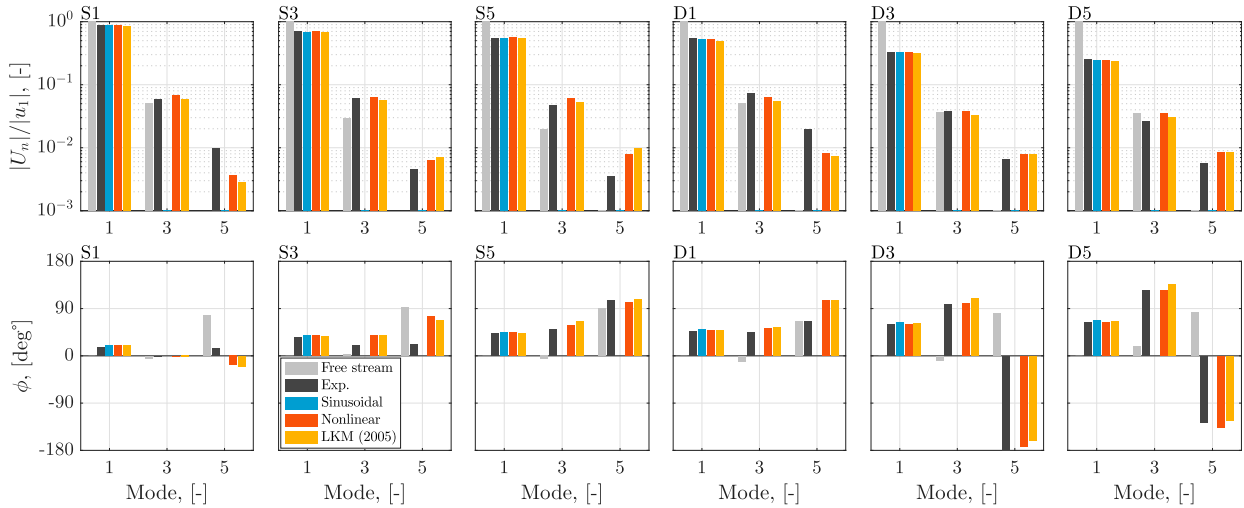 S1 S3 S5 D1 D3 D5
10^0
10^{-1}
10^{-2}
10^{-3}
|U_n|/|u_1|, [-]
1 3 5 1 3 5 1 3 5 1 3 5 1 3 5 1 3 5
S1 S3 S5 D1 D3 D5
180
90
0
-90
-180
ϕ, [deg°]
Free stream
Exp.
Sinusoidal
Nonlinear
LKM (2005)
1 3 5 1 3 5 1 3 5 1 3 5 1 3 5 1 3 5
Mode, [-] Mode, [-] Mode, [-] Mode, [-] Mode, [-] Mode, [-]